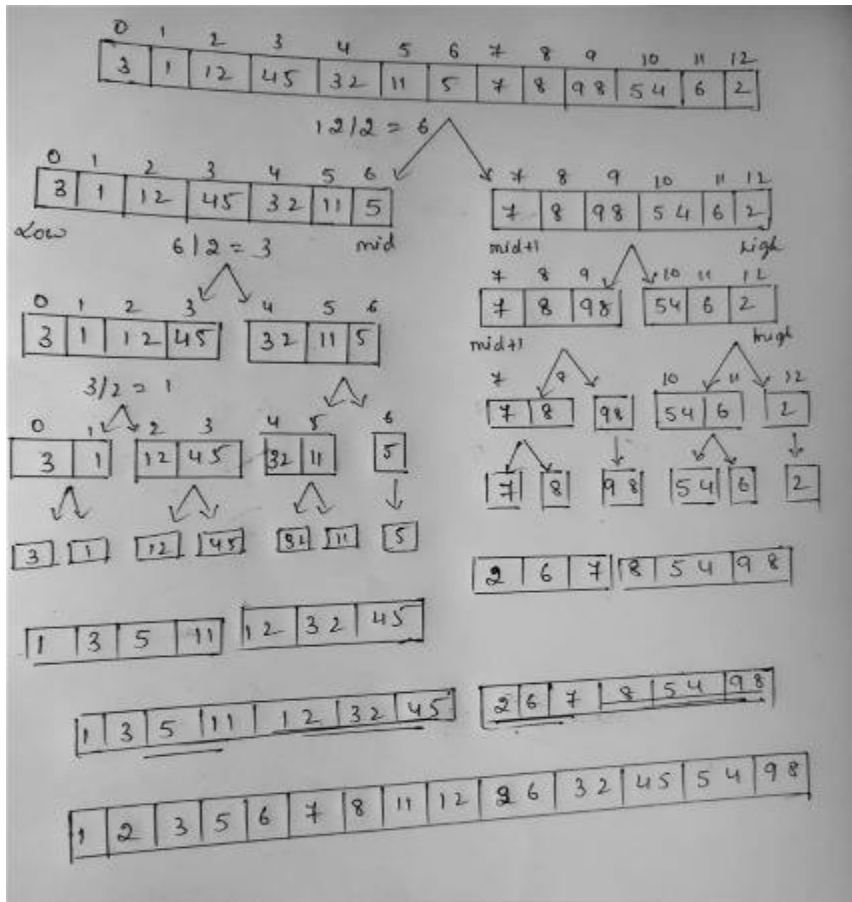 0 1 2 3 4 5 6 7 8 9 10 11 12
3 1 12 45 32 11 5 7 8 98 54 6 2
12/2 = 6
0 1 2 3 4 5 6 7 8 9 10 11 12
3 1 12 45 32 11 5 7 8 98 54 6 2
Low 6/2 = 3 mid mid+1 high
0 1 2 3 4 5 6 7 8 9 10 11 12
3 1 12 45 32 11 5 7 8 98 54 6 2
3/2 = 1 mid+1 high
7 8 10 11 12
7 8 98 54 6 2
0 1 2 3 4 5 6
3 1 12 45 32 11 5
7 8 98 54 6 2
3 1 12 45 32 11 5
2 6 7 8 54 98
1 3 5 11 12 32 45
1 3 5 11 12 32 45 2 6 7 8 54 98
1 2 3 5 6 7 8 11 12 26 32 45 54 98